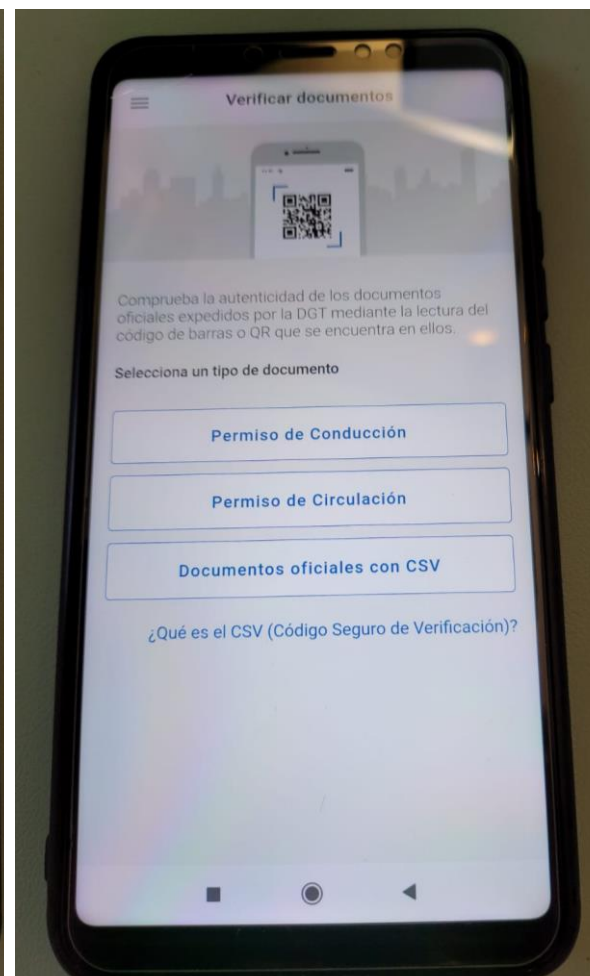 Verificar documentos
Comprueba la autenticidad de los documentos
oficiales expedidos por la DGT mediante la lectura del
código de barras o QR que se encuentra en ellos.
Selecciona un tipo de documento
Permiso de Conducción
Permiso de Circulación
Documentos oficiales con CSV
¿Qué es el CSV (Código Seguro de Verificación)?